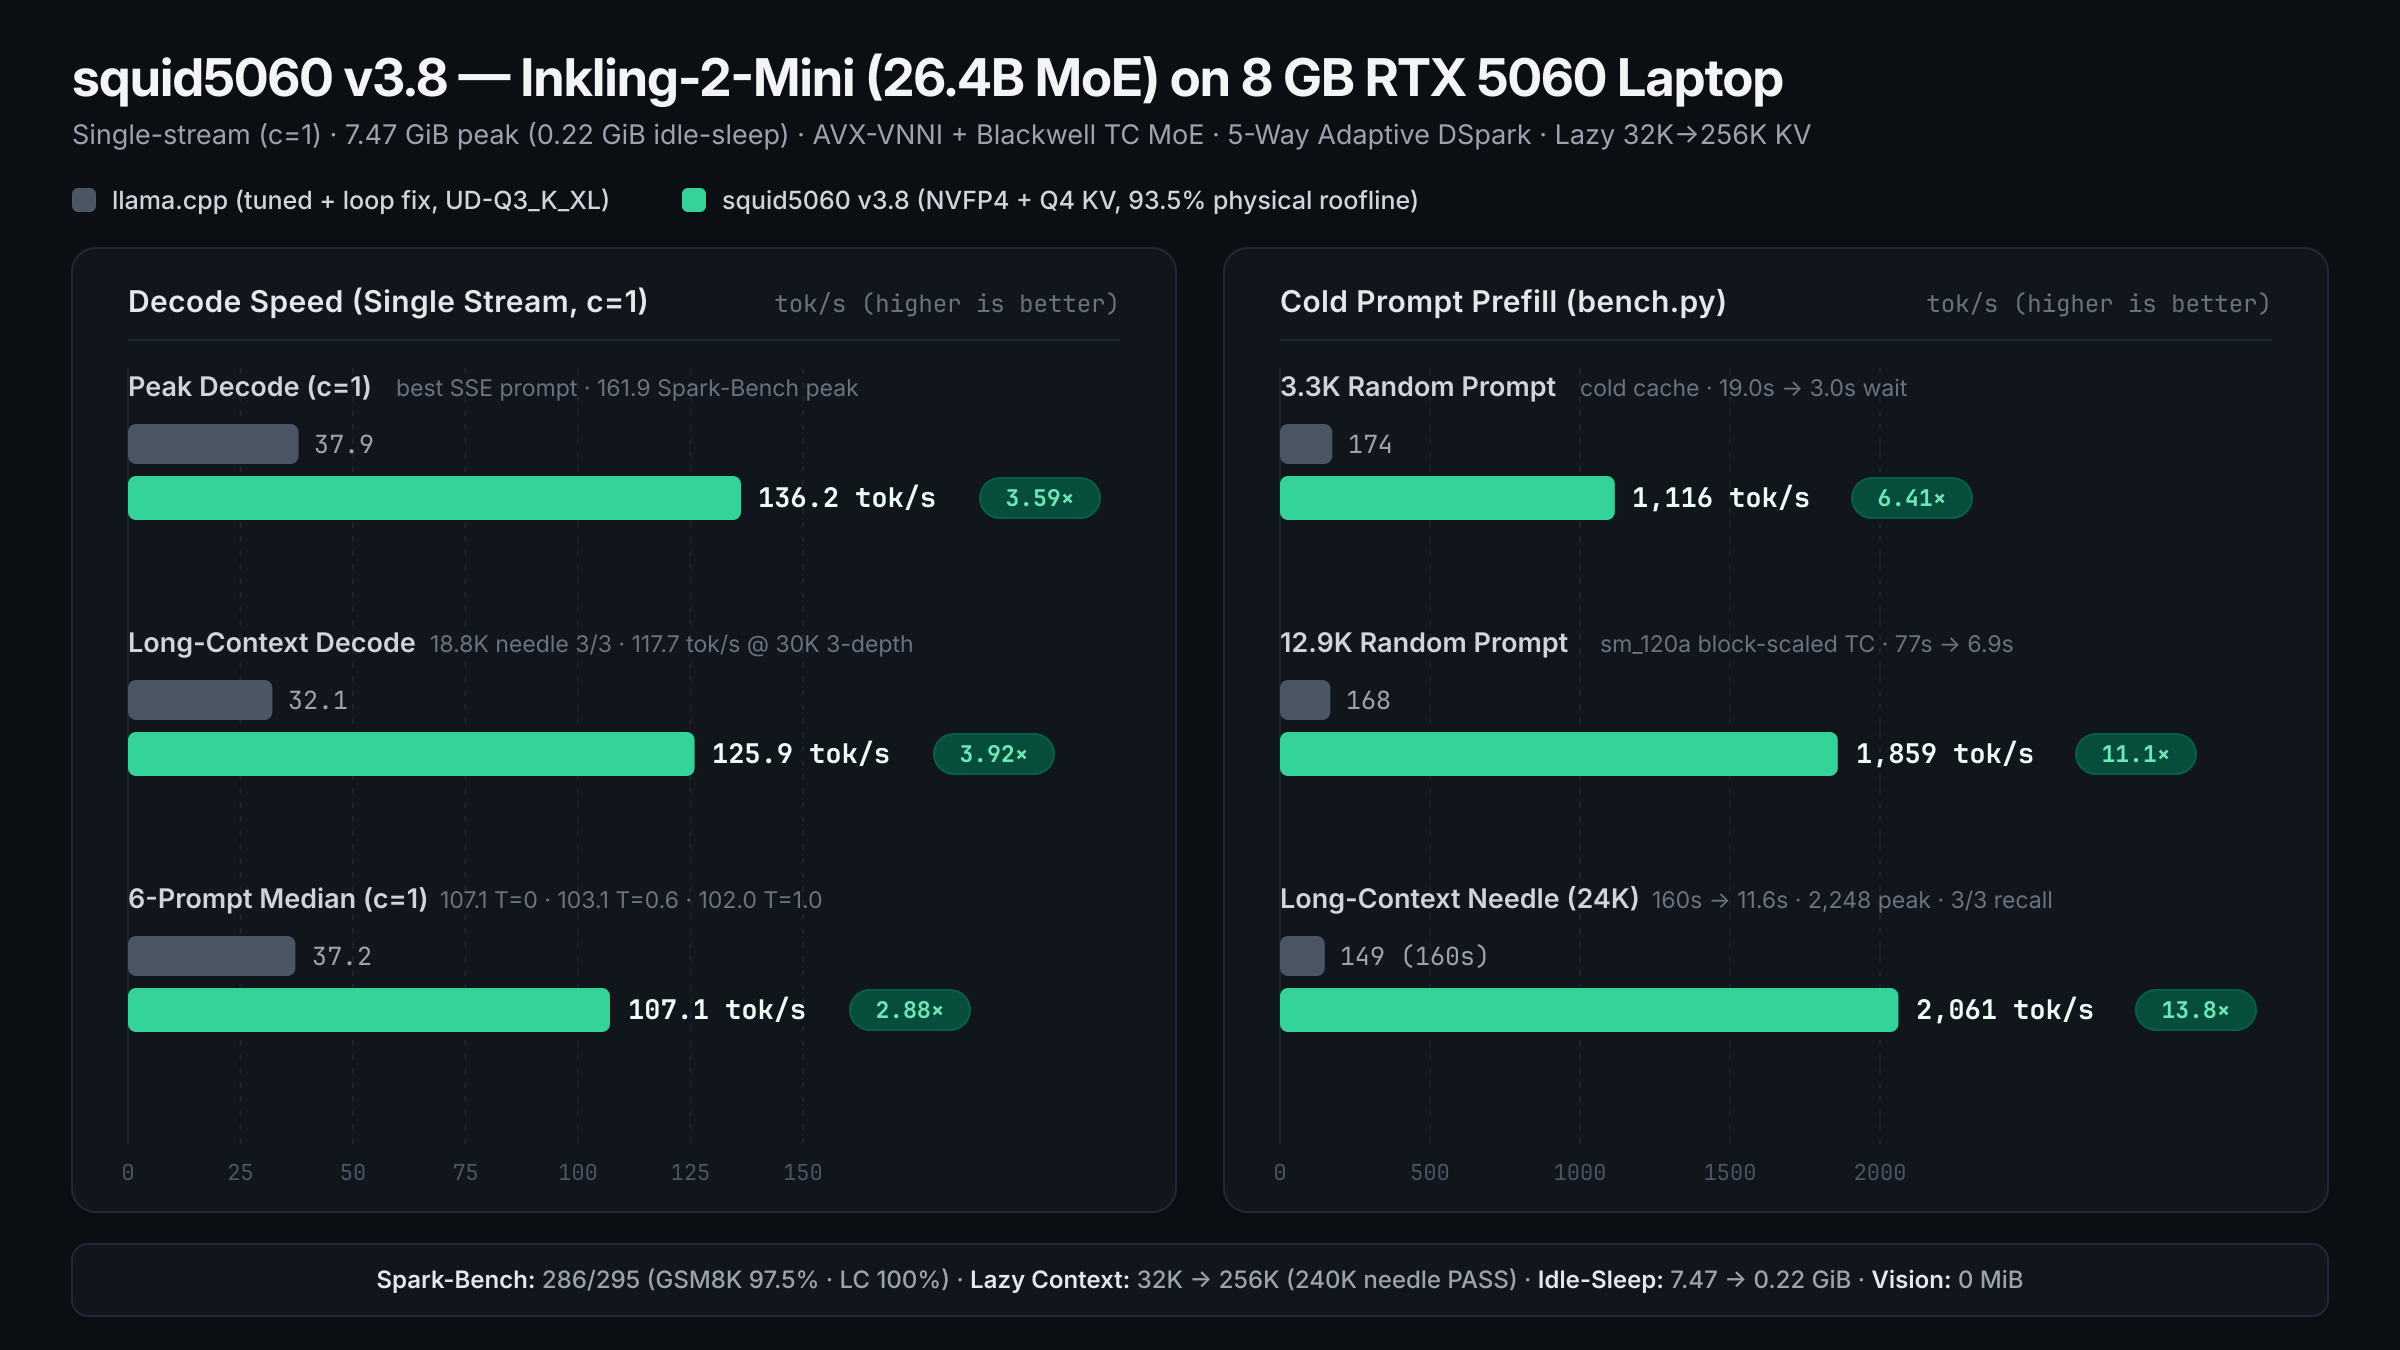 squid5060 v3.8 — Inkling-2-Mini (26.4B MoE) on 8 GB RTX 5060 Laptop
Single-stream (c=1) · 7.47 GiB peak (0.22 GiB idle-sleep) · AVX-VNNI + Blackwell TC MoE · 5-Way Adaptive DSpark · Lazy 32K→256K KV
llama.cpp (tuned + loop fix, UD-Q3_K_XL)
squid5060 v3.8 (NVFP4 + Q4 KV, 93.5% physical roofline)
Decode Speed (Single Stream, c=1) tok/s (higher is better)
Peak Decode (c=1) best SSE prompt · 161.9 Spark-Bench peak
37.9
136.2 tok/s 3.59×
Long-Context Decode 18.8K needle 3/3 · 117.7 tok/s @ 30K 3-depth
32.1
125.9 tok/s 3.92×
6-Prompt Median (c=1) 107.1 T=0 · 103.1 T=0.6 · 102.0 T=1.0
37.2
107.1 tok/s 2.88×
0 25 50 75 100 125 150
Cold Prompt Prefill (bench.py) tok/s (higher is better)
3.3K Random Prompt cold cache · 19.0s → 3.0s wait
174
1,116 tok/s 6.41×
12.9K Random Prompt sm_120a block-scaled TC · 77s → 6.9s
168
1,859 tok/s 11.1×
Long-Context Needle (24K) 160s → 11.6s · 2,248 peak · 3/3 recall
149 (160s)
2,061 tok/s 13.8×
0 500 1000 1500 2000
Spark-Bench: 286/295 (GSM8K 97.5% · LC 100%) · Lazy Context: 32K → 256K (240K needle PASS) · Idle-Sleep: 7.47 → 0.22 GiB · Vision: 0 MiB